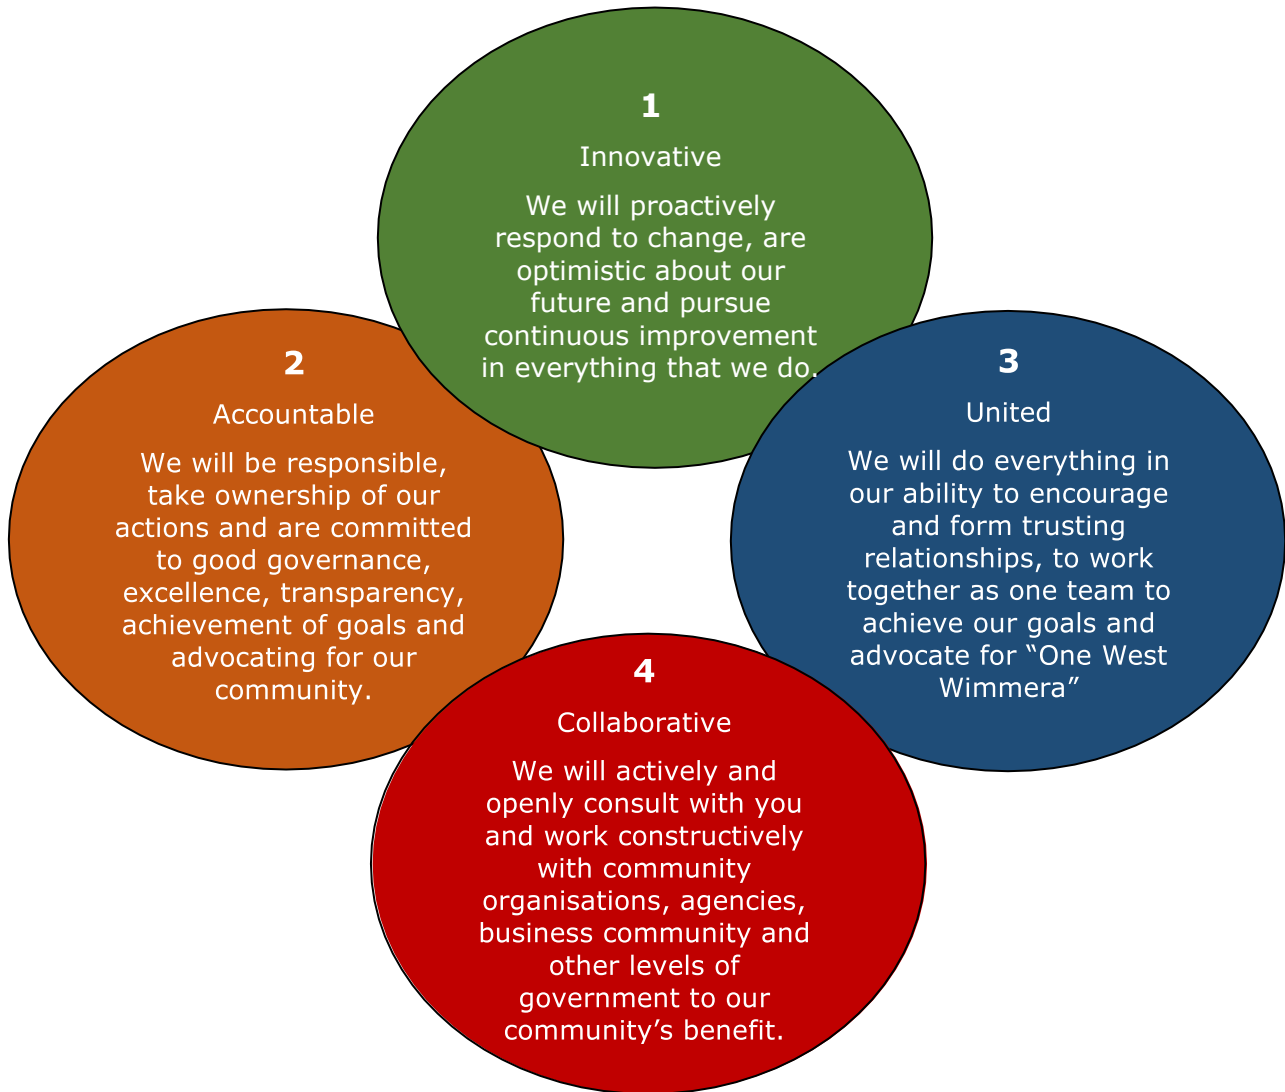 1
Innovative
We will proactively
respond to change, are
optimistic about our
future and pursue
continuous improvement
in everything that we do.
2
Accountable
We will be responsible,
take ownership of our
actions and are committed
to good governance,
excellence, transparency,
achievement of goals and
advocating for our
community.
3
United
We will do everything in
our ability to encourage
and form trusting
relationships, to work
together as one team to
achieve our goals and
advocate for “One West
Wimmera”
4
Collaborative
We will actively and
openly consult with you
and work constructively
with community
organisations, agencies,
business community and
other levels of
government to our
community’s benefit.